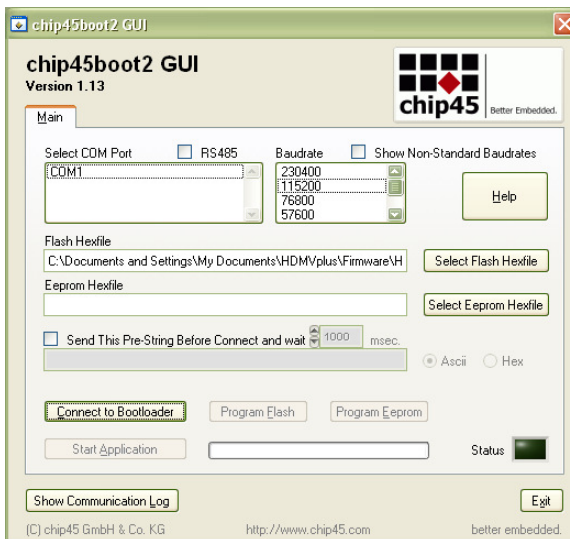 chip45boot2 GUI
chip45boot2 GUI
Version 1.13
chip45 Better Embedded.
Main
Select COM Port RS485 Baudrate Show Non-Standard Baudrates
COM1
230400
115200
76800
57600
Help
Flash Hexfile
C:\Documents and Settings\My Documents\HDMVplus\Firmware\H Select Flash Hexfile
Eeprom Hexfile
Select Eeprom Hexfile
Send This Pre-String Before Connect and wait 1000 msec.
Ascii Hex
Connect to Bootloader Program Flash Program Eeprom
Start Application Status
Show Communication Log Exit
(C) chip45 GmbH & Co. KG http://www.chip45.com better embedded.